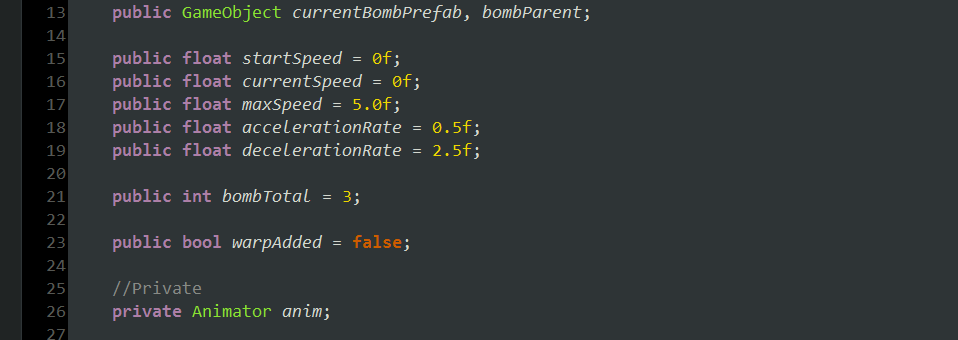 13 public GameObject currentBombPrefab, bombParent;
14
15 public float startSpeed = 0f;
16 public float currentSpeed = 0f;
17 public float maxSpeed = 5.0f;
18 public float accelerationRate = 0.5f;
19 public float decelerationRate = 2.5f;
20
21 public int bombTotal = 3;
22
23 public bool warpAdded = false;
24
25 //Private
26 private Animator anim;
27